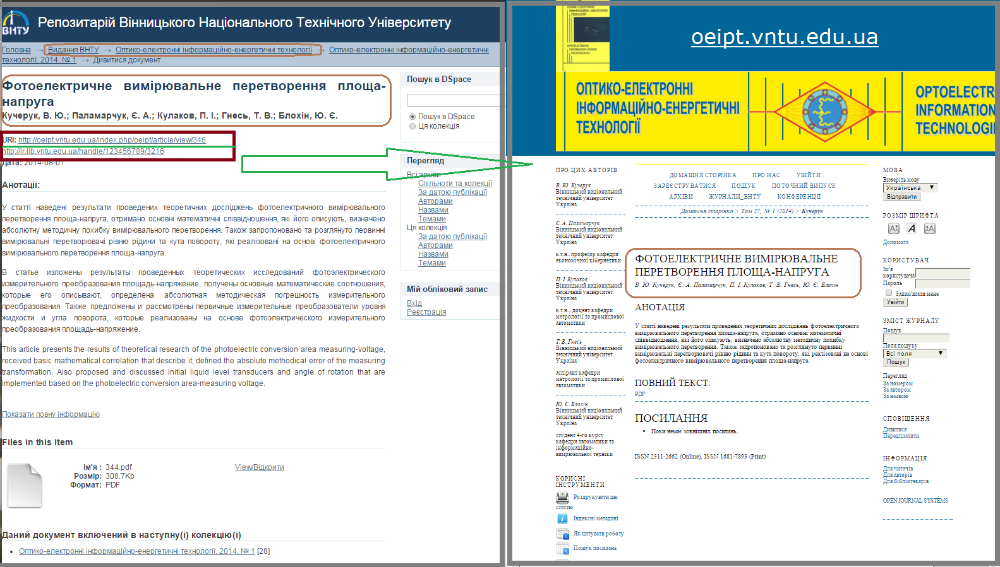 ВНТУ
Репозитарій Вінницького Національного Технічного Університету
Головна → Видання ВНТУ → Оптико-електронні інформаційно-енергетичні технології → Оптико-електронні інформаційно-енергетичні
технології. 2014. № 1 → Дивитися документ
Фотоелектричне вимірювальне перетворення площа-
напруга
Кучерук, В. Ю.; Паламарчук, Є. А.; Кулаков, П. І.; Гнесь, Т. В.; Блохін, Ю. Є.
URI: http://oeipt.vntu.edu.ua/index.php/oeipt/article/view/346
http://ir.lib.vntu.edu.ua/handle/123456789/3216
Дата: 2014-08-01
Анотації:
У статті наведені результати проведених теоретичних досліджень фотоелектричного вимірювального
перетворення площа-напруга, отримано основні математичні співвідношення, які його описують, визначено
абсолютну методичну похибку вимірювального перетворення. Також запропоновано та розглянуто первинні
вимірювальні перетворювачі рівню рідини та кута повороту, які реалізовані на основі фотоелектричного
вимірювального перетворення площа-напруга.
В статье изложены результаты проведенных теоретических исследований фотоэлектрического
измерительного преобразования площадь-напряжение, получены основные математические соотношения,
которые его описывают, определена абсолютная методическая погрешность измерительного
преобразования. Также предложены и рассмотрены первичные измерительные преобразователи уровня
жидкости и угла поворота, которые реализованы на основе фотоэлектрического измерительного
преобразования площадь-напряжение.
This article presents the results of theoretical research of the photoelectric conversion area measuring-voltage,
received basic mathematical correlation that describe it, defined the absolute methodical error of the measuring
transformation. Also proposed and discussed initial liquid level transducers and angle of rotation that are
implemented based on the photoelectric conversion area-measuring voltage.
Показати повну інформацію
Files in this item
Ім'я : 344.pdf
Розмір: 308.7Kb
Формат: PDF
View/Відкрити
Даний документ включений в наступну(і) колекцію(ї)
Оптико-електронні інформаційно-енергетичні технології. 2014. № 1 [28]
Пошук в DSpace
Пошук в DSpace
Ця колекція
Перегляд
Всі архіви
Спільноти та колекції
За датою публікації
Авторами
Назвами
Темами
Ця колекція
За датою публікації
Авторами
Назвами
Темами
Мій обліковий запис
Вхід
Реєстрація
oeipt.vntu.edu.ua
ОПТИКО-ЕЛЕКТРОННІ
ІНФОРМАЦІЙНО-ЕНЕРГЕТИЧНІ
ТЕХНОЛОГІЇ
OPTOELECTR
INFORMATION
TECHNOLOGI
ПРО ЦИХ АВТОРІВ
В. Ю. Кучерук
Вінницький національний
технічний університет
Україна
Є. А. Паламарчук
Вінницький національний
технічний університет
Україна
к.т.н., професор кафедри
економічної кібернетики
П. І. Кулаков
Вінницький національний
технічний університет
Україна
к.т.н., доцент кафедри
метрології та промислової
автоматики
Т. В. Гнесь
Вінницький національний
технічний університет
Україна
аспірант кафедри
метрології та промислової
автоматики
Ю. Є. Блохін
Вінницький національний
технічний університет
Україна
студент 4-го курсу
кафедри автоматики та
інформаційно-
вимрювальної техніки
КОРИСНІ
ІНСТРУМЕНТИ
Роздрукувати цю
статтю
Індексні метадані
Як цитувати роботу
Пошук посилань
ДОМАШНЯ СТОРІНКА ПРО НАС УВІЙТИ
ЗАРЕЄСТРУВАТИСЯ ПОШУК ПОТОЧНИЙ ВИПУСК
АРХІВИ ЖУРНАЛИ_ВНТУ КОНФЕРЕНЦІЇ
Домашня сторінка > Том 27, № 1 (2014) > Кучерук
ФОТОЕЛЕКТРИЧНЕ ВИМІРЮВАЛЬНЕ
ПЕРЕТВОРЕННЯ ПЛОЩА-НАПРУГА
В. Ю. Кучерук, Є. А. Паламарчук, П. І. Кулаков, Т. В. Гнесь, Ю. Є. Блохін
АНОТАЦІЯ
У статті наведені результати проведених теоретичних досліджень фотоелектричного
вимірювального перетворення площа-напруга, отримано основні математичні
співвідношення, які його описують, визначено абсолютну методичну похибку
вимірювального перетворення. Також запропоновано та розглянуто первинні
вимірювальні перетворювачі рівню рідини та кута повороту, які реалізовані на основі
фотоелектричного вимірювального перетворення площа-напруга.
ПОВНИЙ ТЕКСТ:
PDF
ПОСИЛАННЯ
Поки немає зовнішніх посилань.
ISSN 2311-2662 (Online), ISSN 1681-7893 (Print)
МОВА
Виберіть мову
Українська
Відправити
РОЗМІР ШРИФТА
Допомога
КОРИСТУВАЧ
Ім'я
користувача
Пароль
Запам'ятати мене
Увійти
ЗМІСТ ЖУРНАЛУ
Пошук
Поля пошуку
Всі поля
Пошук
Перегляд
За номером
За автором
За назвою
СПОВІЩЕННЯ
Дивитися
Передплатити
ІНФОРМАЦІЯ
Для читачів
Для авторів
Для бібліотекарів
OPEN JOURNAL SYSTEMS